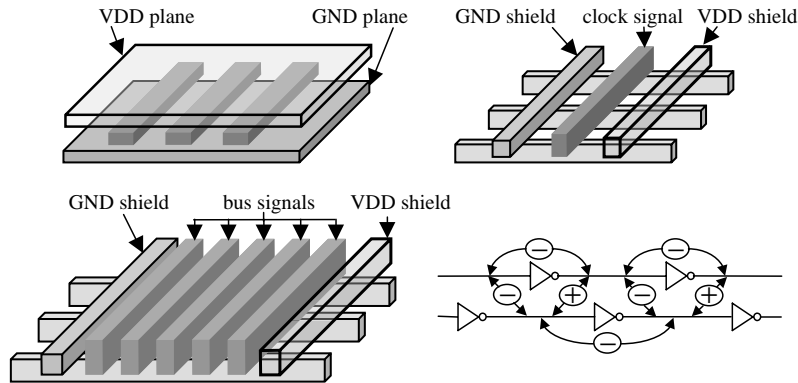 VDD plane
GND plane
GND shield
clock signal
VDD shield
GND shield
bus signals
VDD shield
−
−
−
+
−
+
−